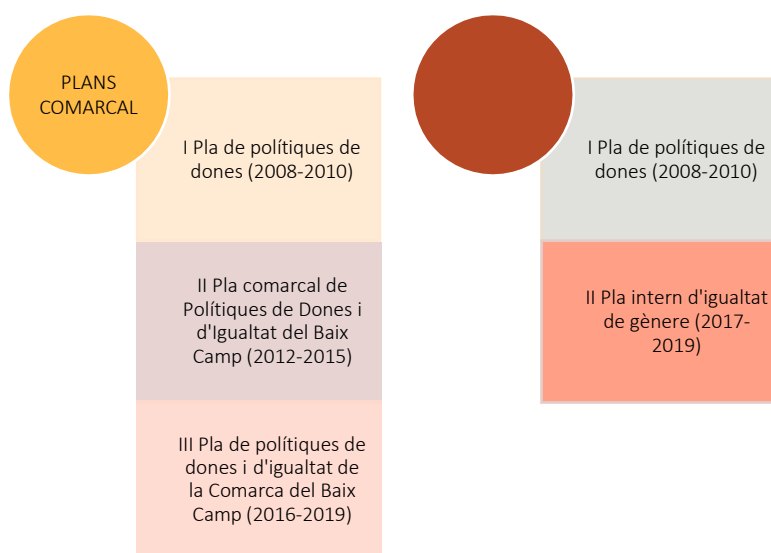 PLANS
COMARCAL
I Pla de polítiques de
dones (2008-2010)
II Pla comarcal de
Polítiques de Dones i
d'Igualtat del Baix
Camp (2012-2015)
III Pla de polítiques de
dones i d'igualtat de
la Comarca del Baix
Camp (2016-2019)
I Pla de polítiques de
dones (2008-2010)
II Pla intern d'igualtat
de gènere (2017-
2019)